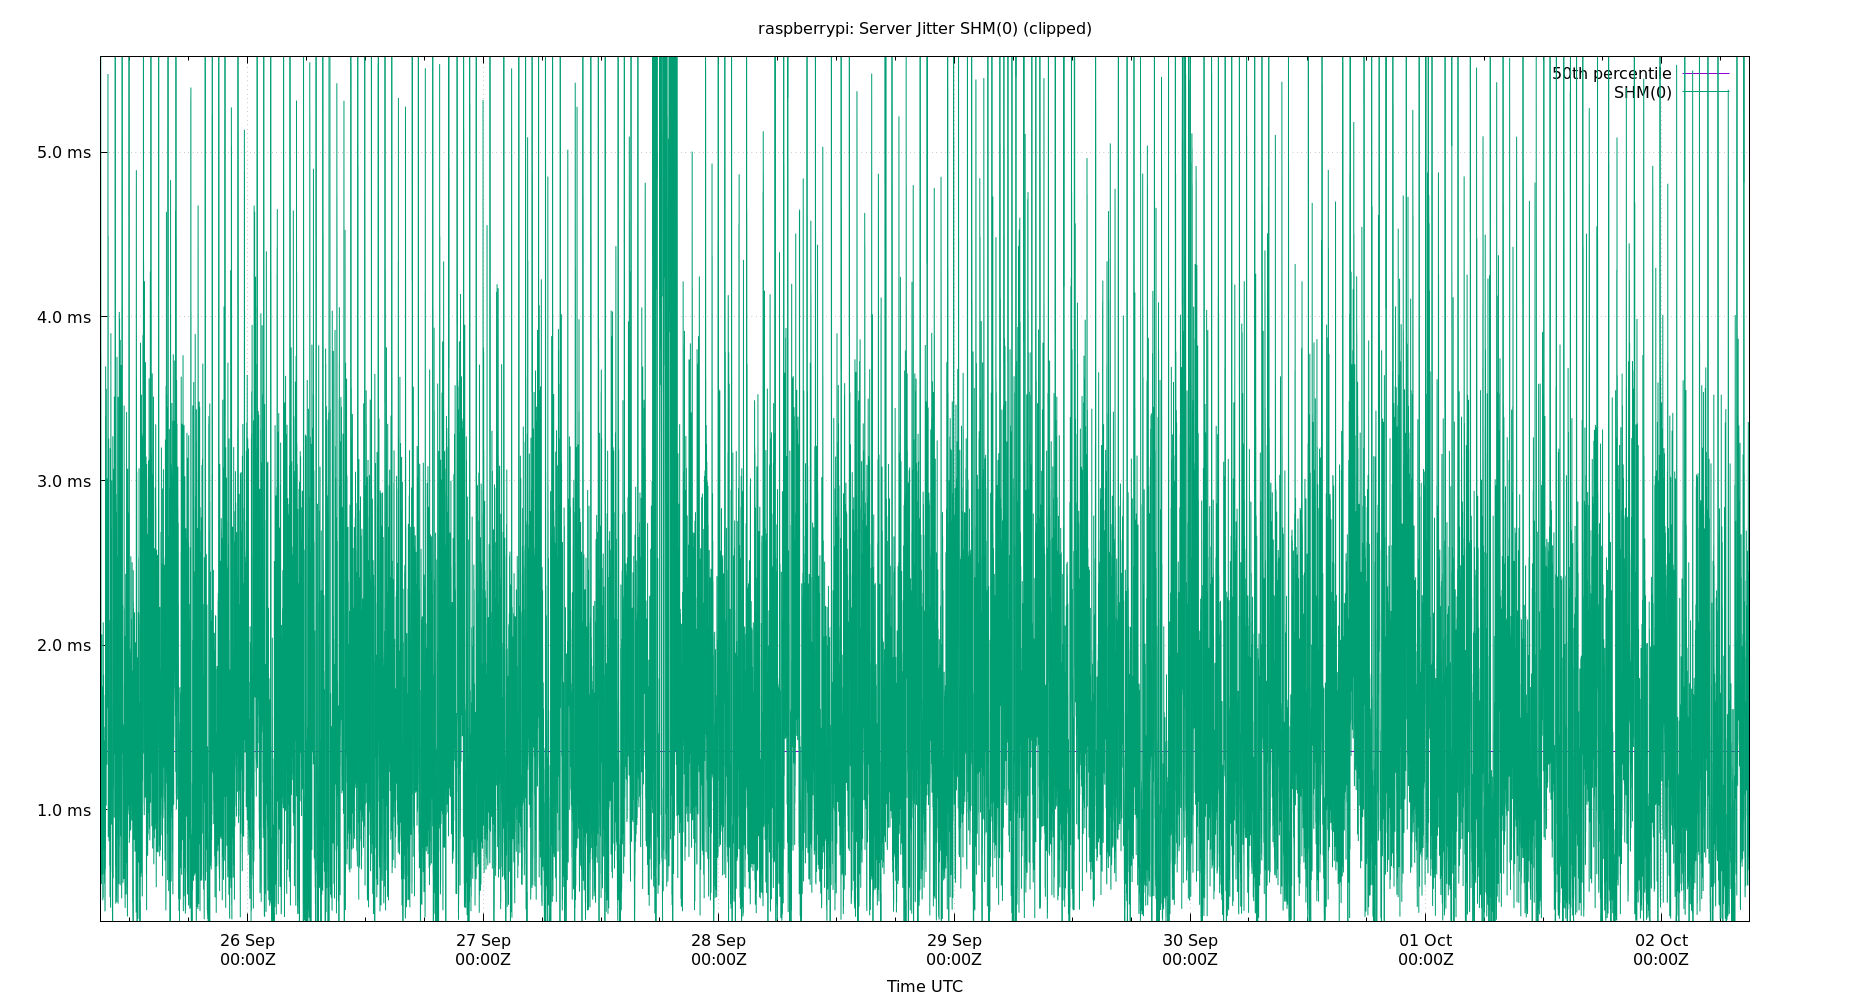 raspberrypi: Server Jitter SHM(0) (clipped)
50th percentile
SHM(0)
5.0 ms
4.0 ms
3.0 ms
2.0 ms
1.0 ms
26 Sep 27 Sep 28 Sep 29 Sep 30 Sep 01 Oct 02 Oct
00:00Z 00:00Z 00:00Z 00:00Z 00:00Z 00:00Z 00:00Z
Time UTC